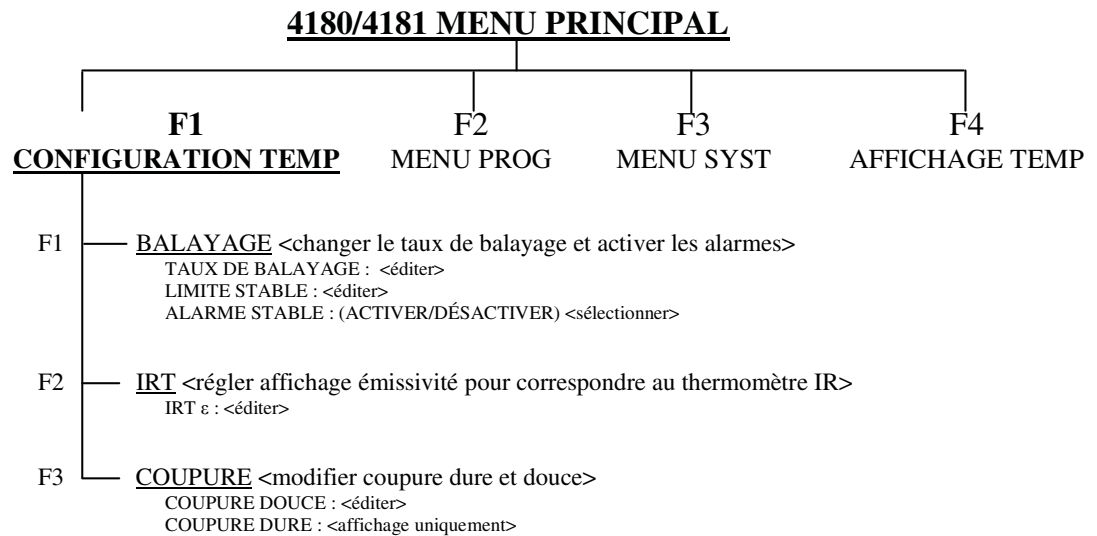 4180/4181 MENU PRINCIPAL
F1 F2 F3 F4
CONFIGURATION TEMP MENU PROG MENU SYST AFFICHAGE TEMP
F1 BALAYAGE <changer le taux de balayage et activer les alarmes>
TAUX DE BALAYAGE : <éditer>
LIMITE STABLE : <éditer>
ALARME STABLE : (ACTIVER/DÉSACTIVER) <sélectionner>
F2 IRT <régler affichage émissivité pour correspondre au thermomètre IR>
IRT ε : <éditer>
F3 COUPURE <modifier coupure dure et douce>
COUPURE DOUCE : <éditer>
COUPURE DURE : <affichage uniquement>